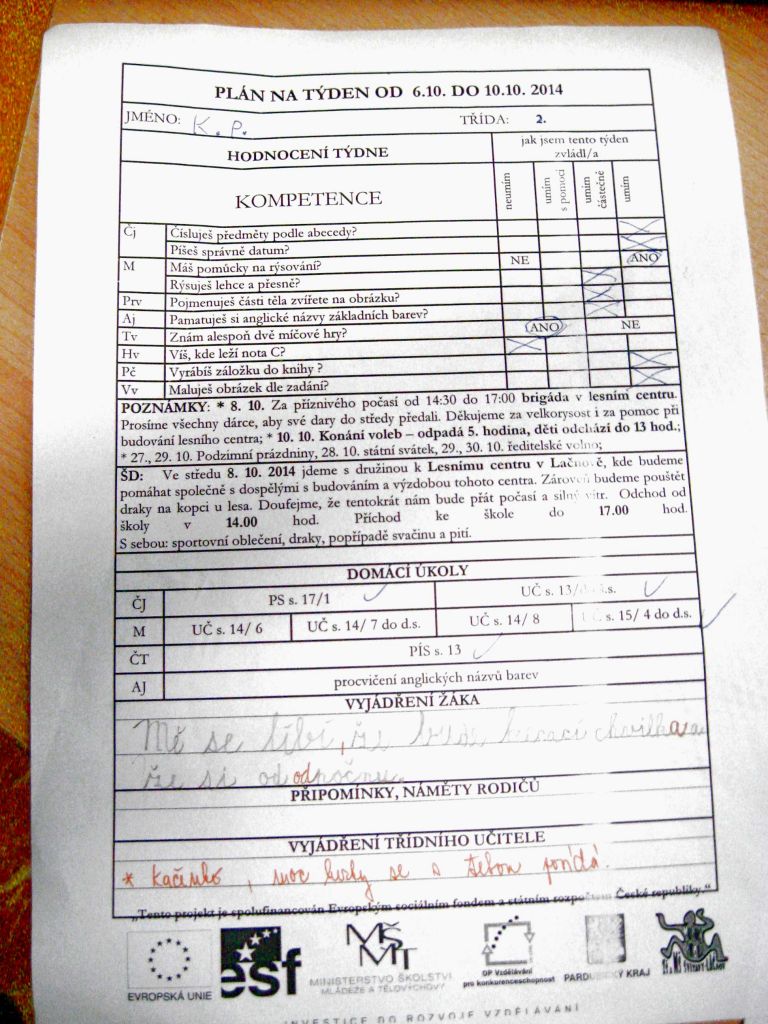 PLÁN NA TÝDEN OD 6.10. DO 10.10. 2014
JMÉNO: K. P. TŘÍDA: 2.
HODNOCENÍ TÝDNE
jak jsem tento týden
zvládl/a
KOMPETENCE
neumím
umím
s pomocí
umím
částečně
umím
Čj Čísluješ předměty podle abecedy?
Píšeš správně datum?
M Máš pomůcky na rýsování? NE ANO
Rýsuješ lehce a přesně?
Prv Pojmenuješ části těla zvířete na obrázku?
Aj Pamatuješ si anglické názvy základních barev?
Tv Znám alespoň dvě míčové hry? ANO NE
Hv Víš, kde leží nota C?
Pč Vyrábíš záložku do knihy ?
Vv Maluješ obrázek dle zadání?
POZNÁMKY: * 8. 10. Za příznivého počasí od 14:30 do 17:00 brigáda v lesním centru.
Prosíme všechny dárce, aby své dary do středy předali. Děkujeme za velkorysost i za pomoc při
budování lesního centra; * 10. 10. Konání voleb – odpadá 5. hodina, děti odchází do 13 hod.;
* 27., 29. 10. Podzimní prázdniny, 28. 10. státní svátek, 29., 30. 10. ředitelské volno;
ŠD: Ve středu 8. 10. 2014 jdeme s družinou k Lesnímu centru v Lačnově, kde budeme
pomáhat společně s dospělými s budováním a výzdobou tohoto centra. Zároveň budeme pouštět
draky na kopci u lesa. Doufejme, že tentokrát nám bude přát počasí a silný vítr. Odchod od
školy v 14.00 hod. Příchod ke škole do 17.00 hod.
S sebou: sportovní oblečení, draky, popřípadě svačinu a pití.
DOMÁCÍ ÚKOLY
ČJ PS s. 17/1 UČ s. 13/ d.s.
M UČ s. 14/ 6 UČ s. 14/ 7 do d.s. UČ s. 14/ 8 UČ s. 15/ 4 do d.s.
ČT PÍS s. 13
AJ procvičení anglických názvů barev
VYJÁDŘENÍ ŽÁKA
Mě se líbí, že bude hrací chvilka a
že si od odpočnu.
PŘIPOMÍNKY, NÁMĚTY RODIČŮ
VYJÁDŘENÍ TŘÍDNÍHO UČITELE
* Kačenko, moc hezky se s tebou
„Tento projekt je spolufinancován Evropským sociálním fondem a státním rozpočtem České republiky.“
EVROPSKÁ UNIE
esf
MŠMT
MINISTERSTVO ŠKOLSTVÍ
MLÁDEŽE A TĚLOVÝCHOVY
OP Vzdělávání
pro konkurenceschopnost
PARDUBICKÝ KRAJ
INVESTICE DO ROZVOJE VZDĚLÁVÁNÍ